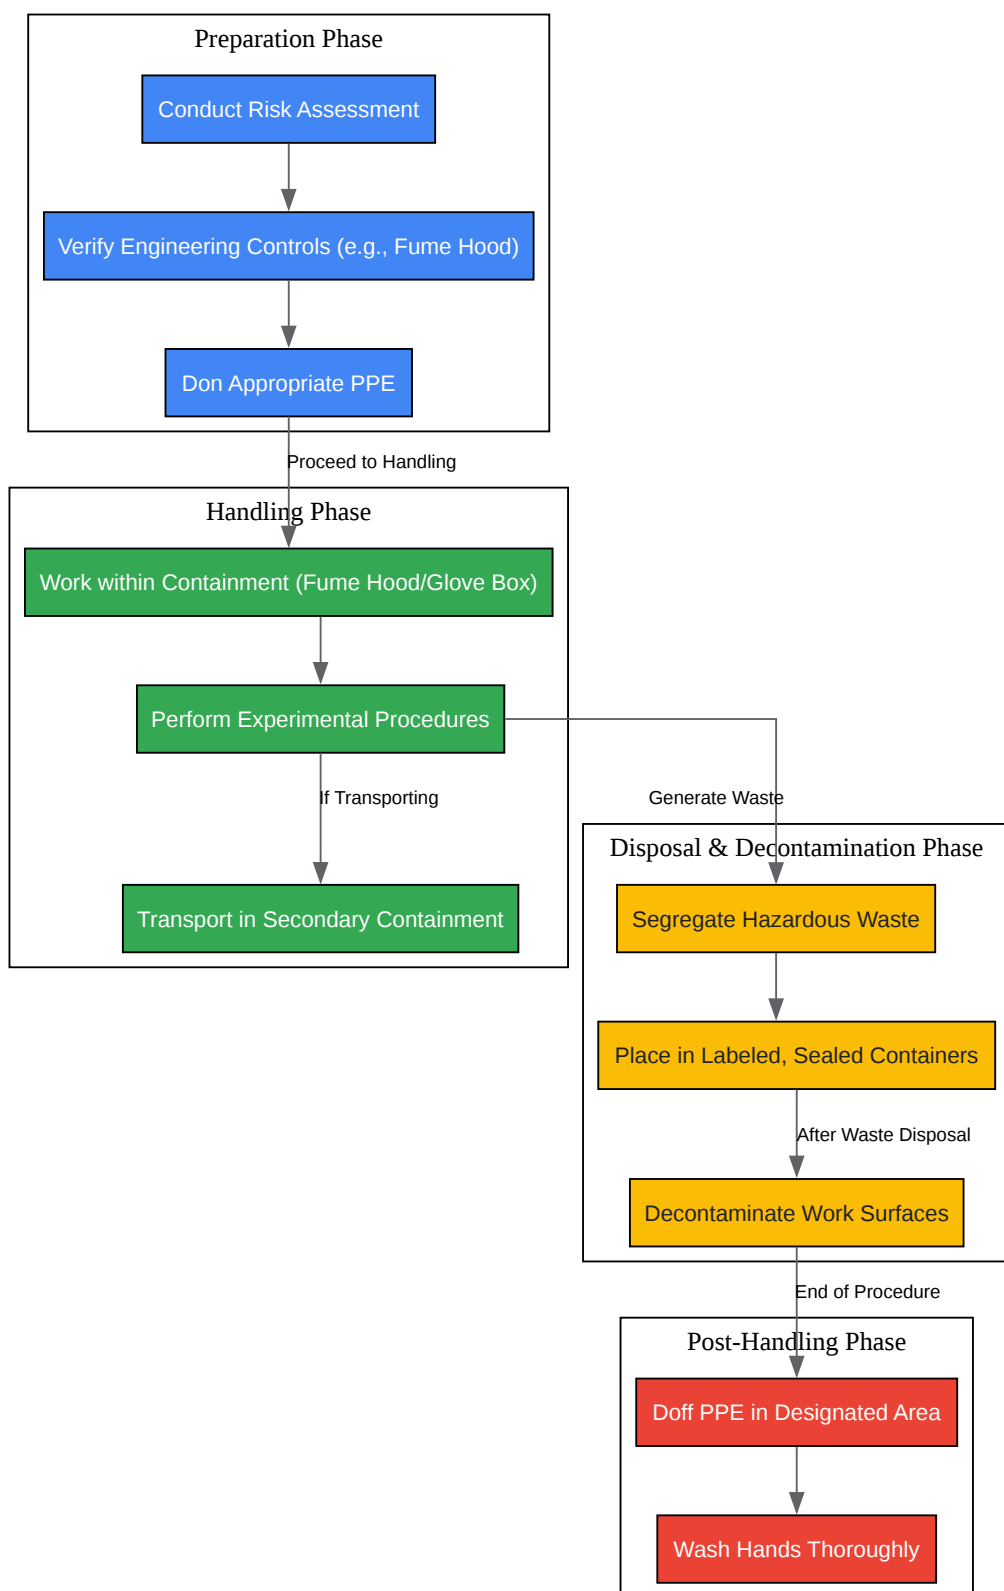 Preparation Phase
Conduct Risk Assessment
Verify Engineering Controls (e.g., Fume Hood)
Don Appropriate PPE
Proceed to Handling
Handling Phase
Work within Containment (Fume Hood/Glove Box)
Perform Experimental Procedures
If Transporting
Generate Waste
Disposal & Decontamination Phase
Transport in Secondary Containment
Segregate Hazardous Waste
Place in Labeled, Sealed Containers
After Waste Disposal
Decontaminate Work Surfaces
End of Procedure
Post-Handling Phase
Doff PPE in Designated Area
Wash Hands Thoroughly